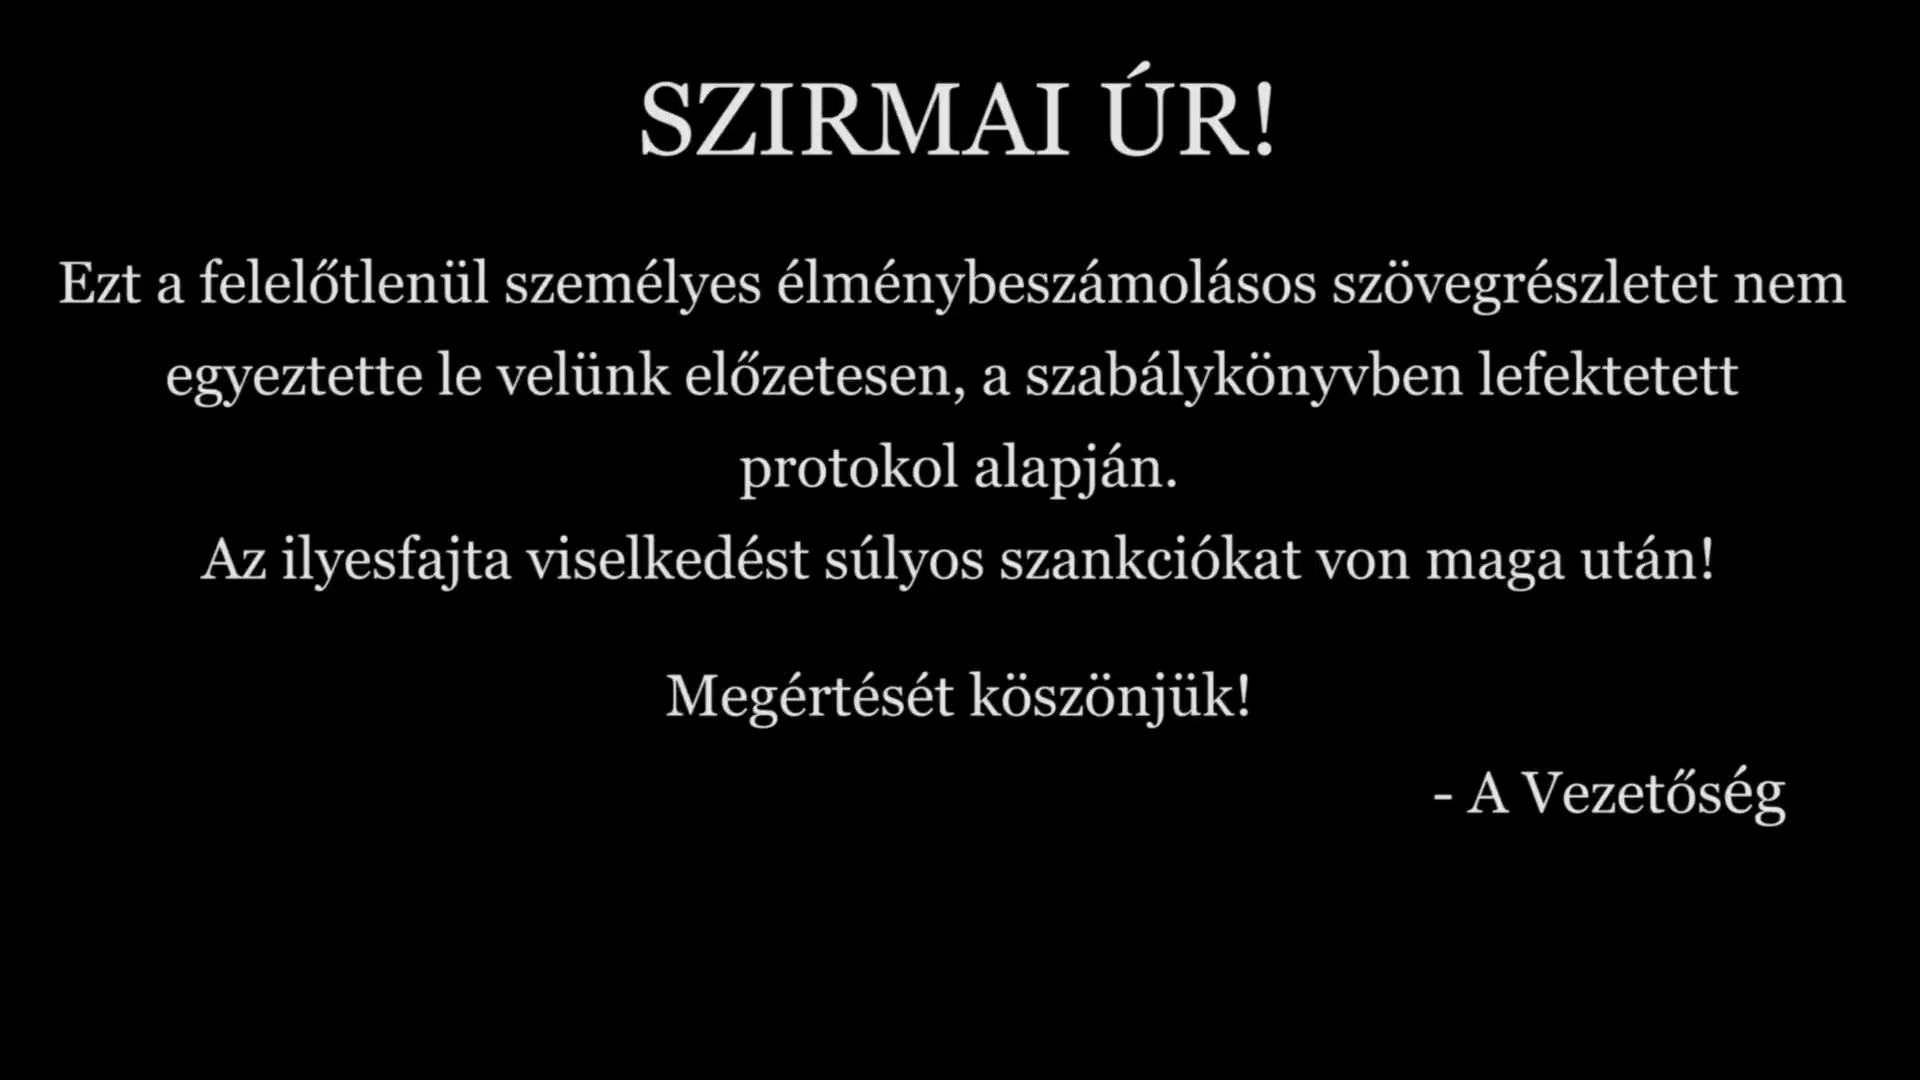 SZIRMAI ÚR!
Ezt a felelőtlenül személyes élménybeszámolásos szövegrészletet nem
egyeztette le velünk előzetesen, a szabálykönyvben lefektetett
protokol alapján.
Az ilyesfajta viselkedést súlyos szankciókat von maga után!
Megértését köszönjük!
- A Vezetőség